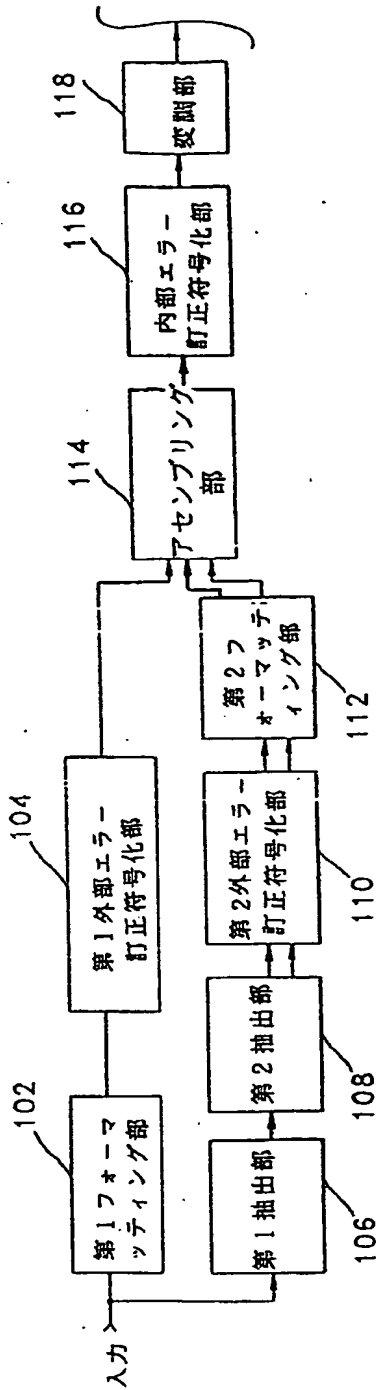 入力
102
第1フォーマ
ッティング部
104
第1外部エラー
訂正符号化部
106
第1抽出部
108
第2抽出部
110
第2外部エラー
訂正符号化部
112
第2フ
ォーマッテ
ィング部
114
アセンブリング
部
116
内部エラー
訂正符号化部
118
変調部